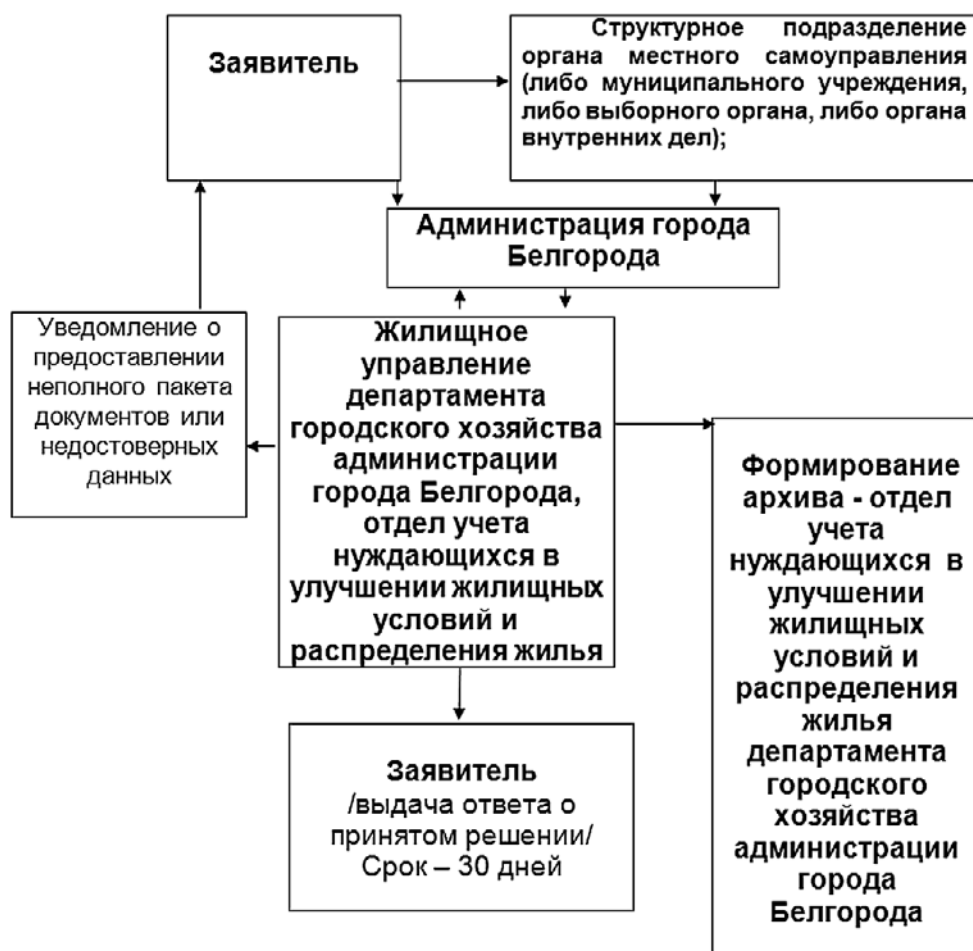 Заявитель
Структурное подразделение
органа местного самоуправления
(либо муниципального учреждения,
либо выборного органа, либо органа
внутренних дел);
Администрация города
Белгорода
Уведомление о
предоставлении
неполного пакета
документов или
недостоверных
данных
Жилищное
управление
департамента
городского хозяйства
администрации
города Белгорода,
отдел учета
нуждающихся в
улучшении жилищных
условий и
распределения жилья
Формирование
архива - отдел
учета
нуждающихся в
улучшении
жилищных
условий и
распределения
жилья
департамента
городского
хозяйства
администрации
города
Белгорода
Заявитель
/выдача ответа о
принятом решении/
Срок – 30 дней